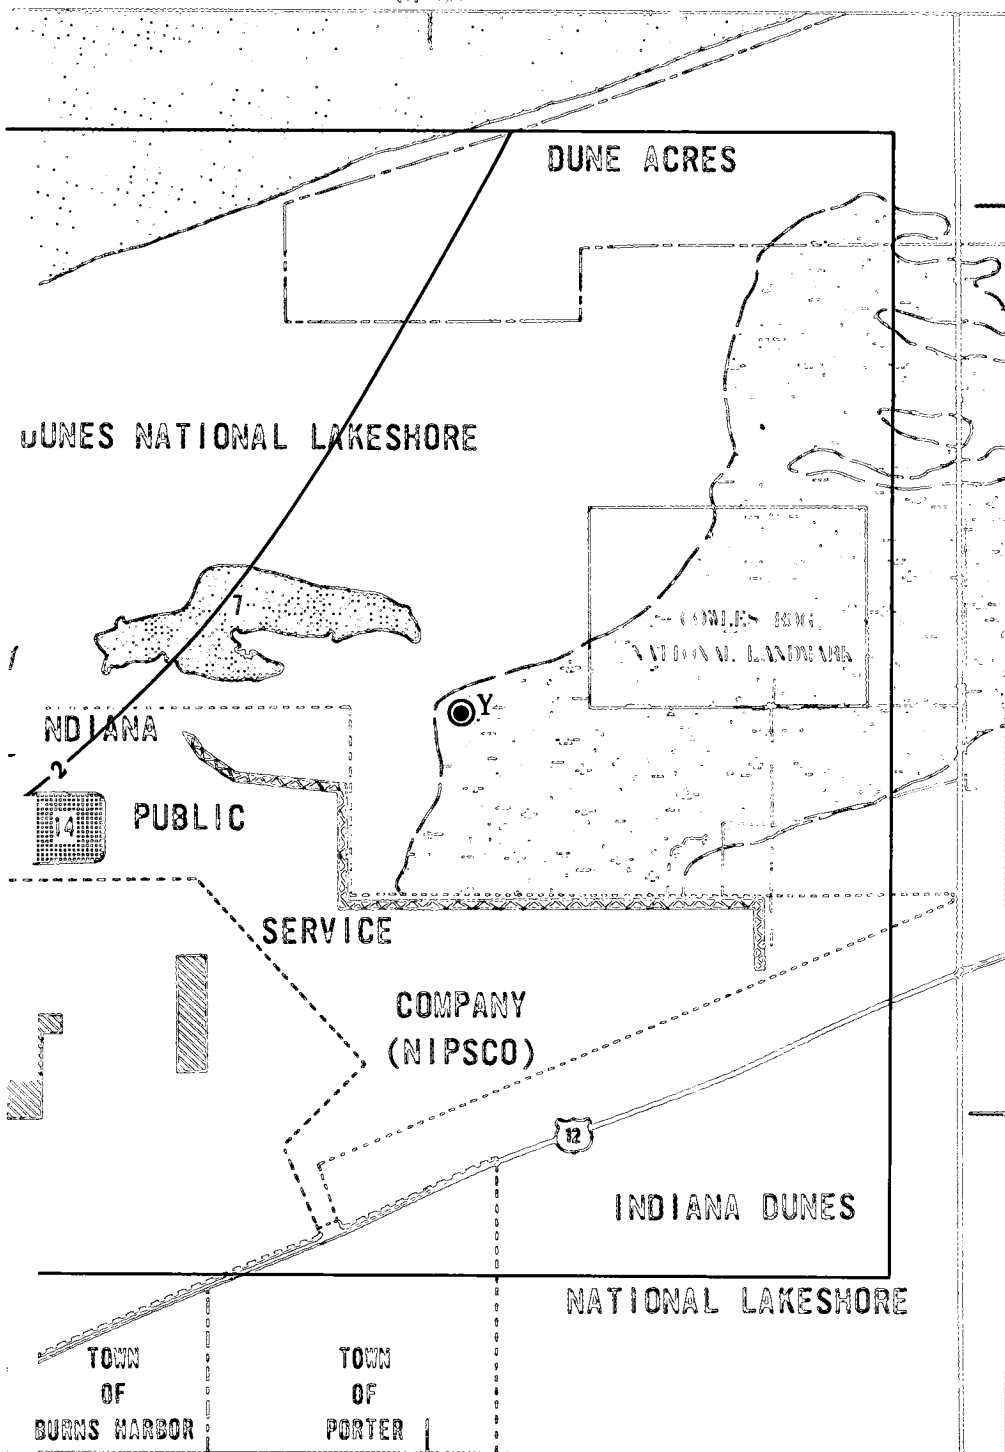 DUNE ACRES
DUNES NATIONAL LAKESHORE
COWLES BOG
NATIONAL LANDMARK
7
Y
NDIANA
2
14
PUBLIC
SERVICE
COMPANY
(NIPSCO)
12
INDIANA DUNES
NATIONAL LAKESHORE
TOWN
OF
BURNS HARBOR
TOWN
OF
PORTER